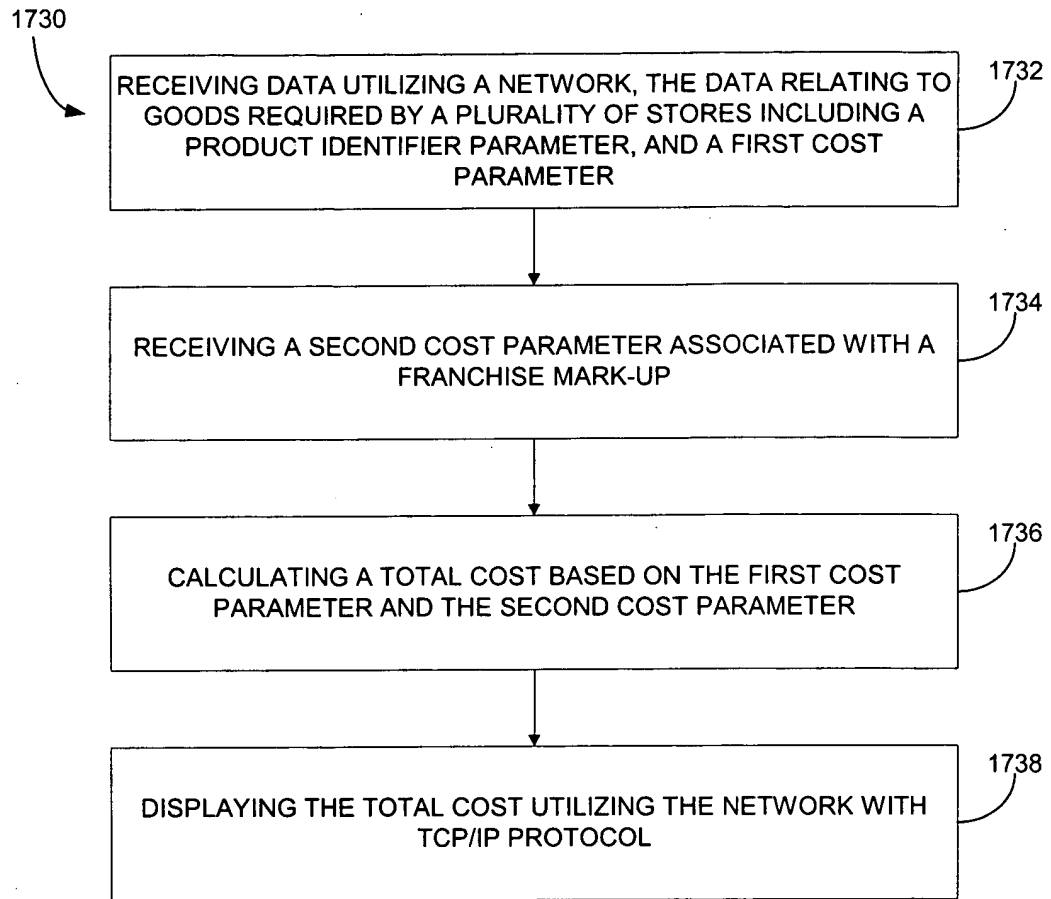 1730
RECEIVING DATA UTILIZING A NETWORK, THE DATA RELATING TO
GOODS REQUIRED BY A PLURALITY OF STORES INCLUDING A
PRODUCT IDENTIFIER PARAMETER, AND A FIRST COST
PARAMETER
1732
RECEIVING A SECOND COST PARAMETER ASSOCIATED WITH A
FRANCHISE MARK-UP
1734
CALCULATING A TOTAL COST BASED ON THE FIRST COST
PARAMETER AND THE SECOND COST PARAMETER
1736
DISPLAYING THE TOTAL COST UTILIZING THE NETWORK WITH
TCP/IP PROTOCOL
1738